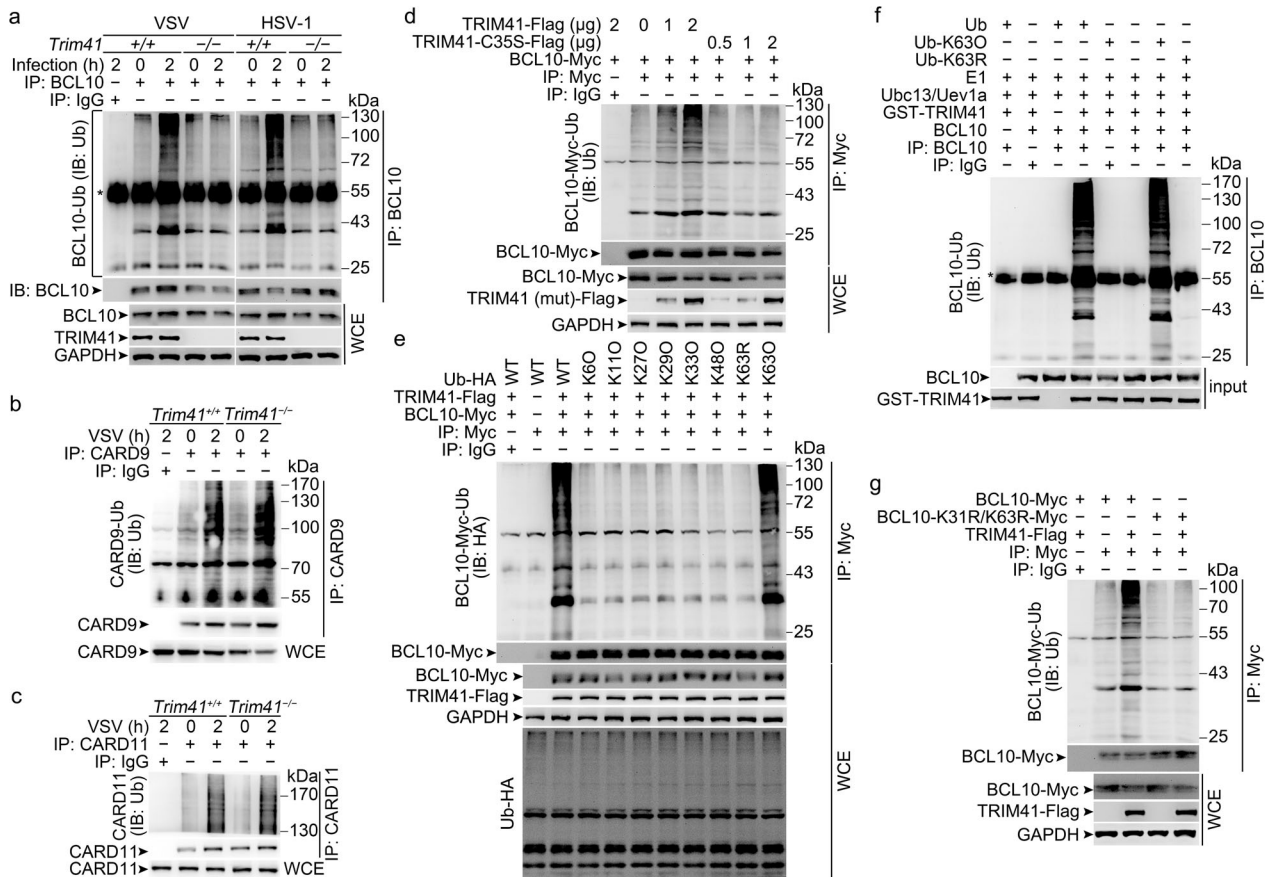 a
VSV HSV-1
Trim41 +/+ −/− +/+ −/−
Infection (h) 2 0 2 0 2 0 2 0 2
IP: BCL10 − + + + + + + + +
IP: IgG + − − − − − − − −
kDa
BCL10-Ub (IB: Ub)
130
100
72
*
55
43
25
IP: BCL10
IB: BCL10
BCL10
TRIM41
GAPDH
WCE
b
Trim41+/+ Trim41−/−
VSV (h) 2 0 2 0 2
IP: CARD9 − + + + +
IP: IgG + − − − −
kDa
CARD9-Ub
(IB: Ub)
170
130
100
70
55
IP: CARD9
CARD9
CARD9 WCE
c
Trim41+/+ Trim41−/−
VSV (h) 2 0 2 0 2
IP: CARD11 − + + + +
IP: IgG + − − − −
kDa
CARD11
(IB: Ub)
170
130
IP: CARD11
CARD11
CARD11 WCE
d
TRIM41-Flag (µg) 2 0 1 2
TRIM41-C35S-Flag (µg) 0.5 1 2
BCL10-Myc + + + + + + +
IP: Myc − + + + + + +
IP: IgG + − − − − − −
kDa
BCL10-Myc-Ub
(IB: Ub)
130
100
72
55
43
25
IP: Myc
BCL10-Myc
BCL10-Myc
TRIM41 (mut)-Flag
GAPDH
WCE
e
Ub-HA WT WT WT K6O K11O K27O K29O K33O K48O K63R K63O
TRIM41-Flag + − + + + + + + + + +
BCL10-Myc + + + + + + + + + + +
IP: Myc − + + + + + + + + + +
IP: IgG + − − − − − − − − − −
kDa
BCL10-Myc-Ub
(IB: HA)
130
100
72
55
43
25
IP: Myc
BCL10-Myc
BCL10-Myc
TRIM41-Flag
GAPDH
Ub-HA
WCE
f
Ub + + + + − − − − −
Ub-K63O − − − − + − − + −
Ub-K63R − − − − − − − − +
E1 + + + + + + + + +
Ubc13/Uev1a + + + + + + + + +
GST-TRIM41 + + − + + + + + +
BCL10 − + + + + + + + +
IP: BCL10 + − + + − + + + +
IP: IgG − + − − + − − − −
kDa
BCL10-Ub
(IB: Ub)
170
130
100
72
*
55
43
25
IP: BCL10
BCL10
GST-TRIM41
input
g
BCL10-Myc + + + − −
BCL10-K31R/K63R-Myc − − − + +
TRIM41-Flag + − + − +
IP: Myc − + + + +
IP: IgG + − − − −
kDa
BCL10-Myc-Ub
(IB: Ub)
100
70
55
43
25
IP: Myc
BCL10-Myc
BCL10-Myc
TRIM41-Flag
GAPDH
WCE